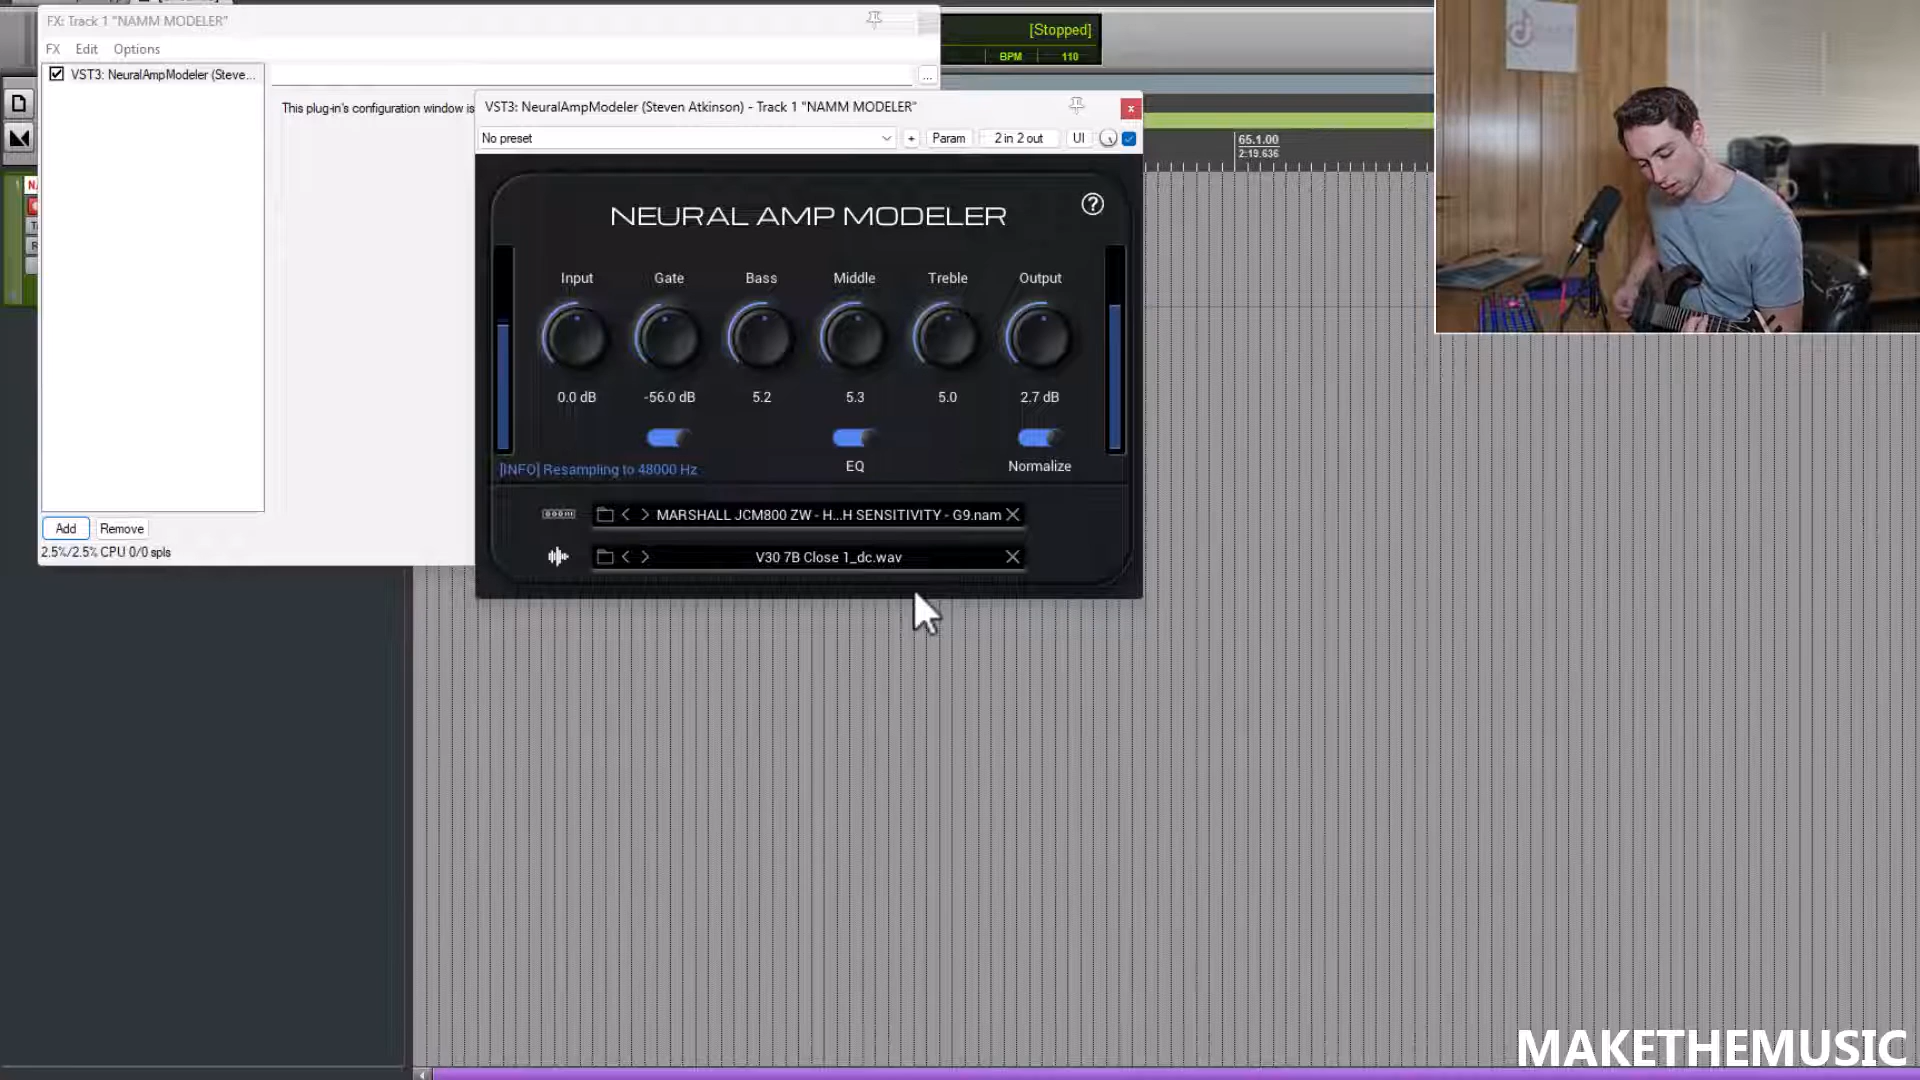 FX: Track 1 "NAMM MODELER"
FX Edit Options
VST3: NeuralAmpModeler (Steve...
...
This plug-in's configuration window is
Add Remove
2.5%/2.5% CPU 0/0 spls
VST3: NeuralAmpModeler (Steven Atkinson) - Track 1 "NAMM MODELER"
No preset + Param 2 in 2 out UI
NEURAL AMP MODELER
?
Input Gate Bass Middle Treble Output
0.0 dB -56.0 dB 5.2 5.3 5.0 2.7 dB
[INFO] Resampling to 48000 Hz
EQ Normalize
MARSHALL JCM800 ZW - H...H SENSITIVITY - G9.nam
V30 7B Close 1_dc.wav
[Stopped]
BPM 110
65.1.00
2:19.636
MAKETHEMUSIC